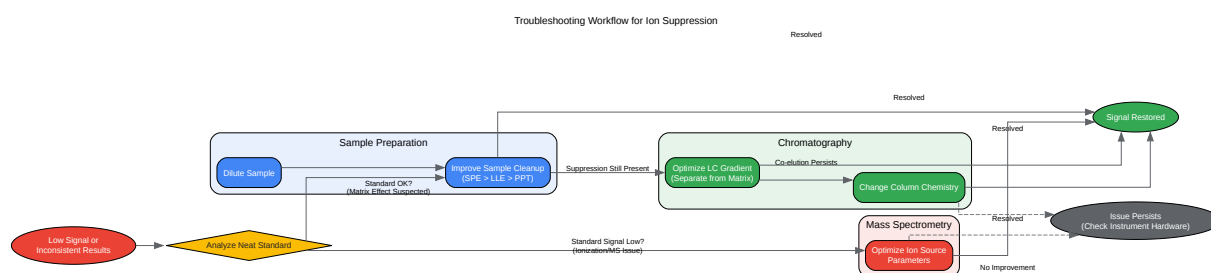 Troubleshooting Workflow for Ion Suppression
Resolved
Resolved
Signal Restored
Resolved
Sample Preparation
Chromatography
Dilute Sample
Improve Sample Cleanup
(SPE > LLE > PPT)
Suppression Still Present
Optimize LC Gradient
(Separate from Matrix)
Co-elution Persists
Change Column Chemistry
Standard OK?
(Matrix Effect Suspected)
Low Signal or
Inconsistent Results
Analyze Neat Standard
Standard Signal Low?
(Ionization/MS Issue)
Mass Spectrometry
Optimize Ion Source
Parameters
Resolved
Issue Persists
(Check Instrument Hardware)
No Improvement